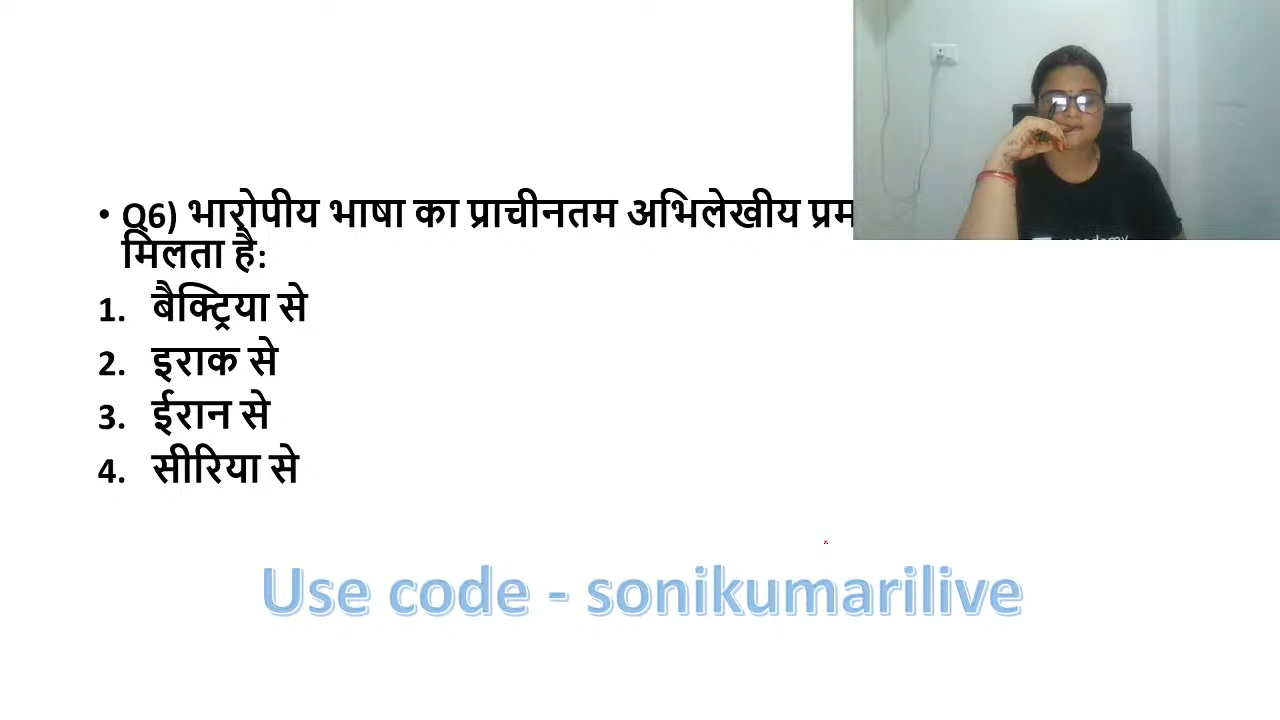 • Q6) भारोपीय भाषा का प्राचीनतम अभिलेखीय
मिलता है:
1. बैक्ट्रिया से
2. इराक से
3. ईरान से
4. सीरिया से
Use code - sonikumarilive